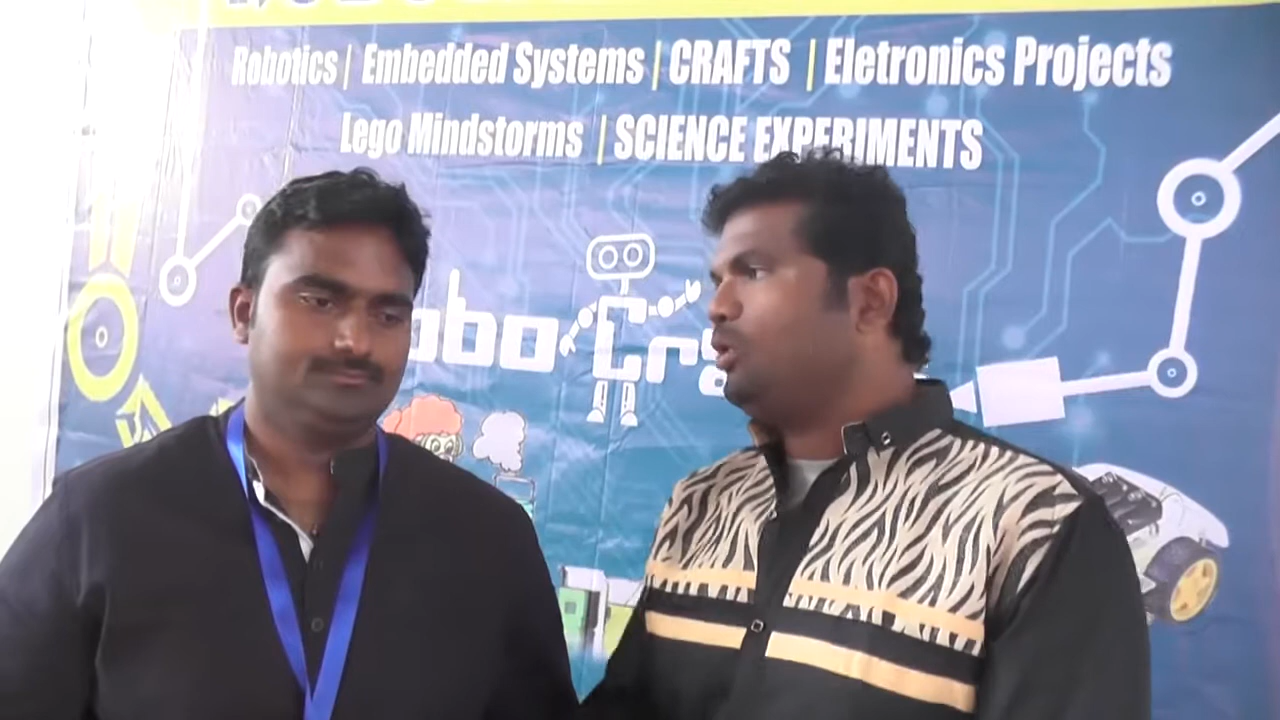 Robotics | Embedded Systems | CRAFTS | Eletronics Projects
Lego Mindstorms | SCIENCE EXPERIMENTS